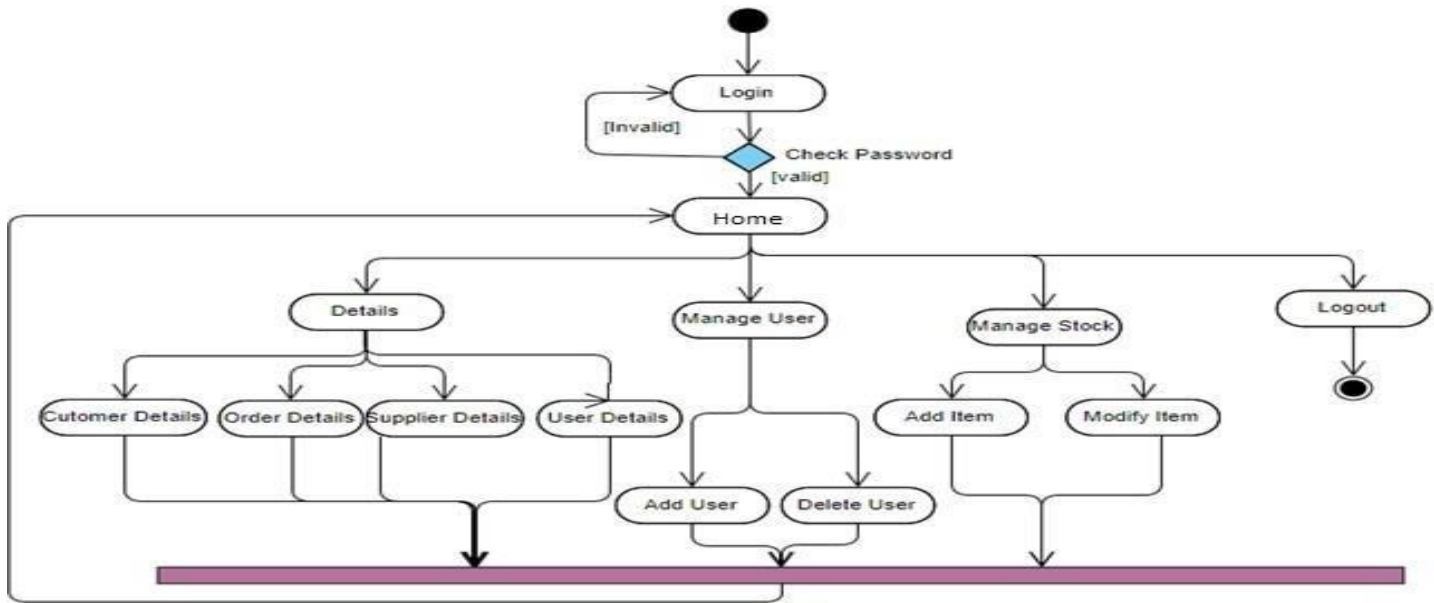 Login
[Invalid]
Check Password
[valid]
Home
Details
Manage User
Manage Stock
Logout
Cutomer Details
Order Details
Supplier Details
User Details
Add Item
Modify Item
Add User
Delete User